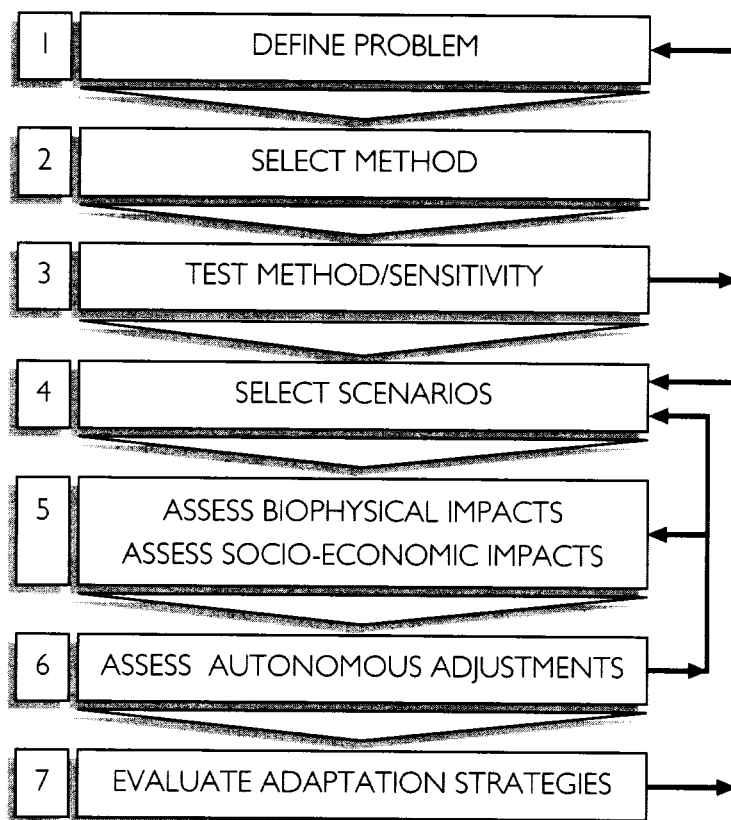 1 DEFINE PROBLEM
2 SELECT METHOD
3 TEST METHOD/SENSITIVITY
4 SELECT SCENARIOS
5 ASSESS BIOPHYSICAL IMPACTS
ASSESS SOCIO-ECONOMIC IMPACTS
6 ASSESS AUTONOMOUS ADJUSTMENTS
7 EVALUATE ADAPTATION STRATEGIES